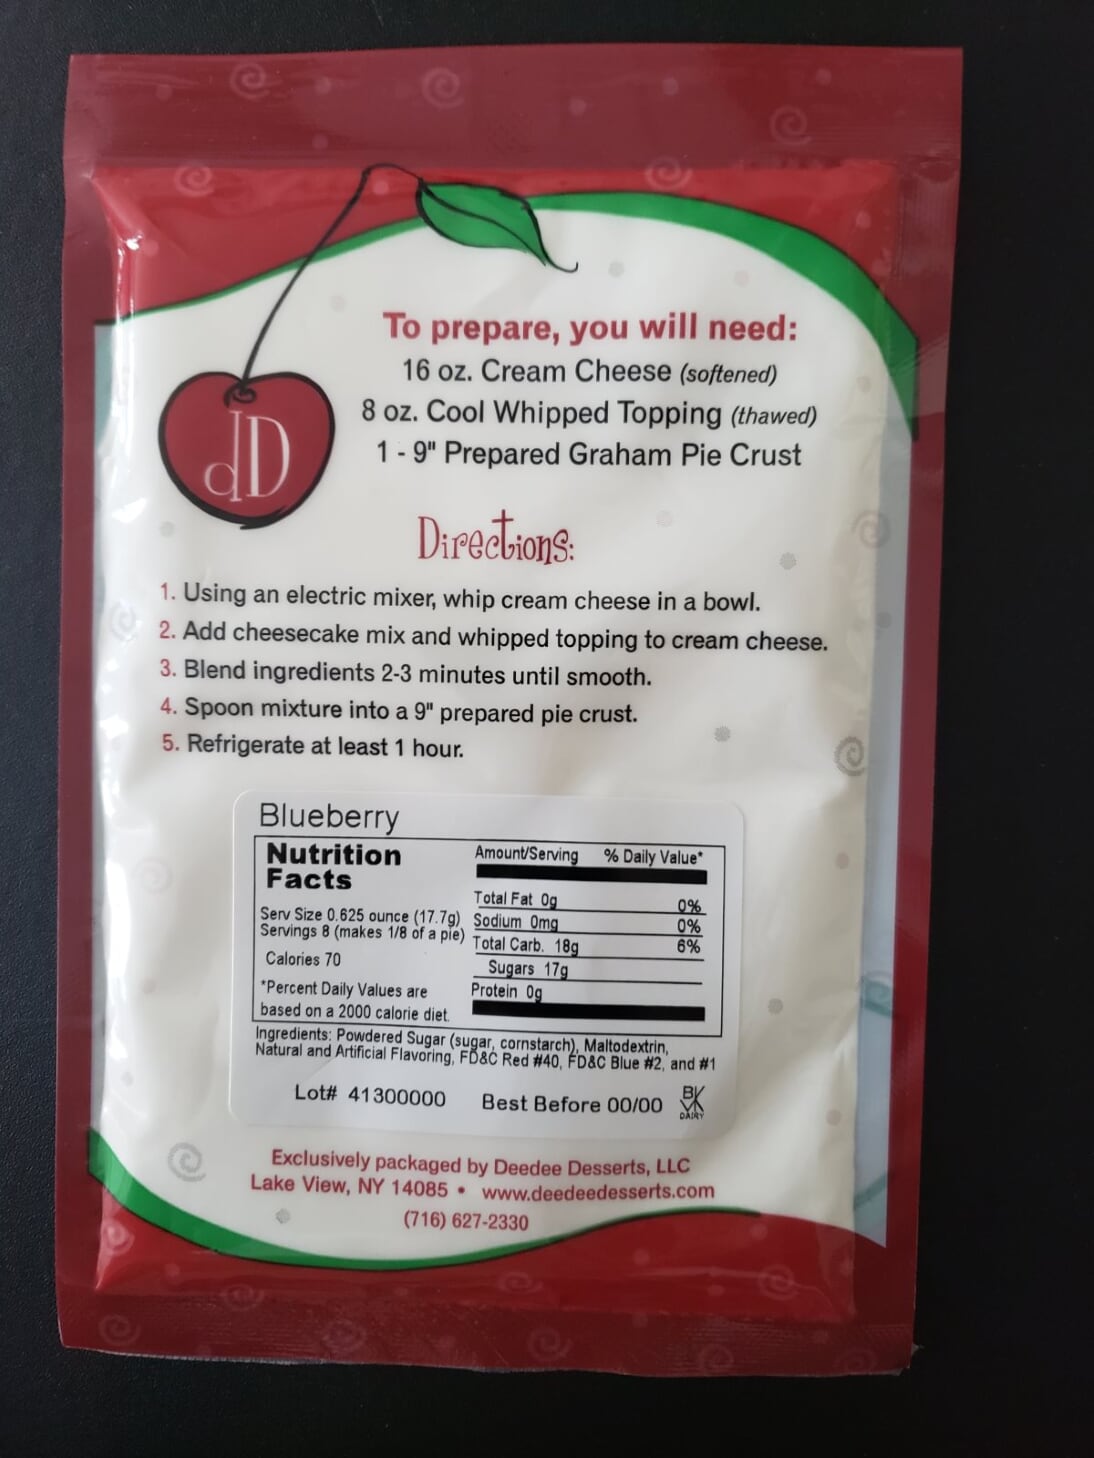 To prepare, you will need:
16 oz. Cream Cheese (softened)
8 oz. Cool Whipped Topping (thawed)
1 - 9" Prepared Graham Pie Crust
dD
Directions:
1. Using an electric mixer, whip cream cheese in a bowl.
2. Add cheesecake mix and whipped topping to cream cheese.
3. Blend ingredients 2-3 minutes until smooth.
4. Spoon mixture into a 9" prepared pie crust.
5. Refrigerate at least 1 hour.
Blueberry
Nutrition
Facts
Serv Size 0.625 ounce (17.7g)
Servings 8 (makes 1/8 of a pie)
Calories 70
*Percent Daily Values are
based on a 2000 calorie diet.
Amount/Serving % Daily Value*
Total Fat 0g 0%
Sodium 0mg 0%
Total Carb. 18g 6%
Sugars 17g
Protein 0g
Ingredients: Powdered Sugar (sugar, cornstarch), Maltodextrin,
Natural and Artificial Flavoring, FD&C Red #40, FD&C Blue #2, and #1
Lot# 41300000 Best Before 00/00
BVK
DAIRY
Exclusively packaged by Deedee Desserts, LLC
Lake View, NY 14085 • www.deedeedesserts.com
(716) 627-2330